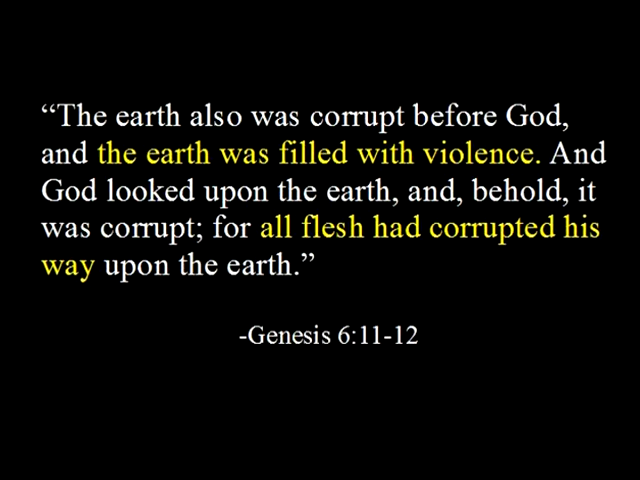 “The earth also was corrupt before God,
and the earth was filled with violence. And
God looked upon the earth, and, behold, it
was corrupt; for all flesh had corrupted his
way upon the earth.”
-Genesis 6:11-12